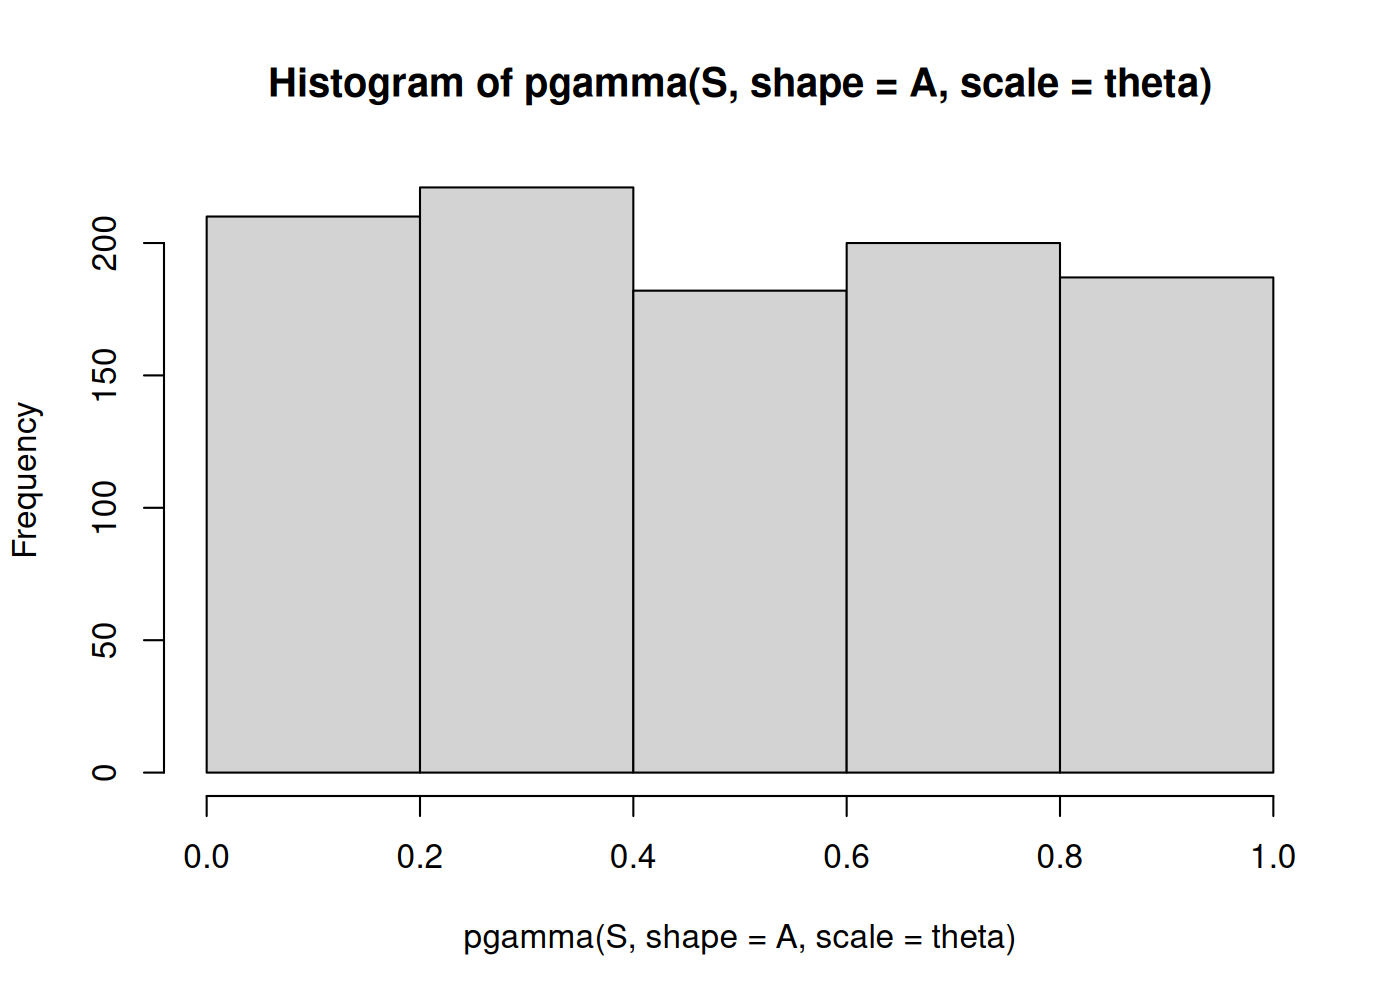 Histogram of pgamma(S, shape = A, scale = theta)
Frequency
200
150
100
50
0
0.0 0.2 0.4 0.6 0.8 1.0
pgamma(S, shape = A, scale = theta)